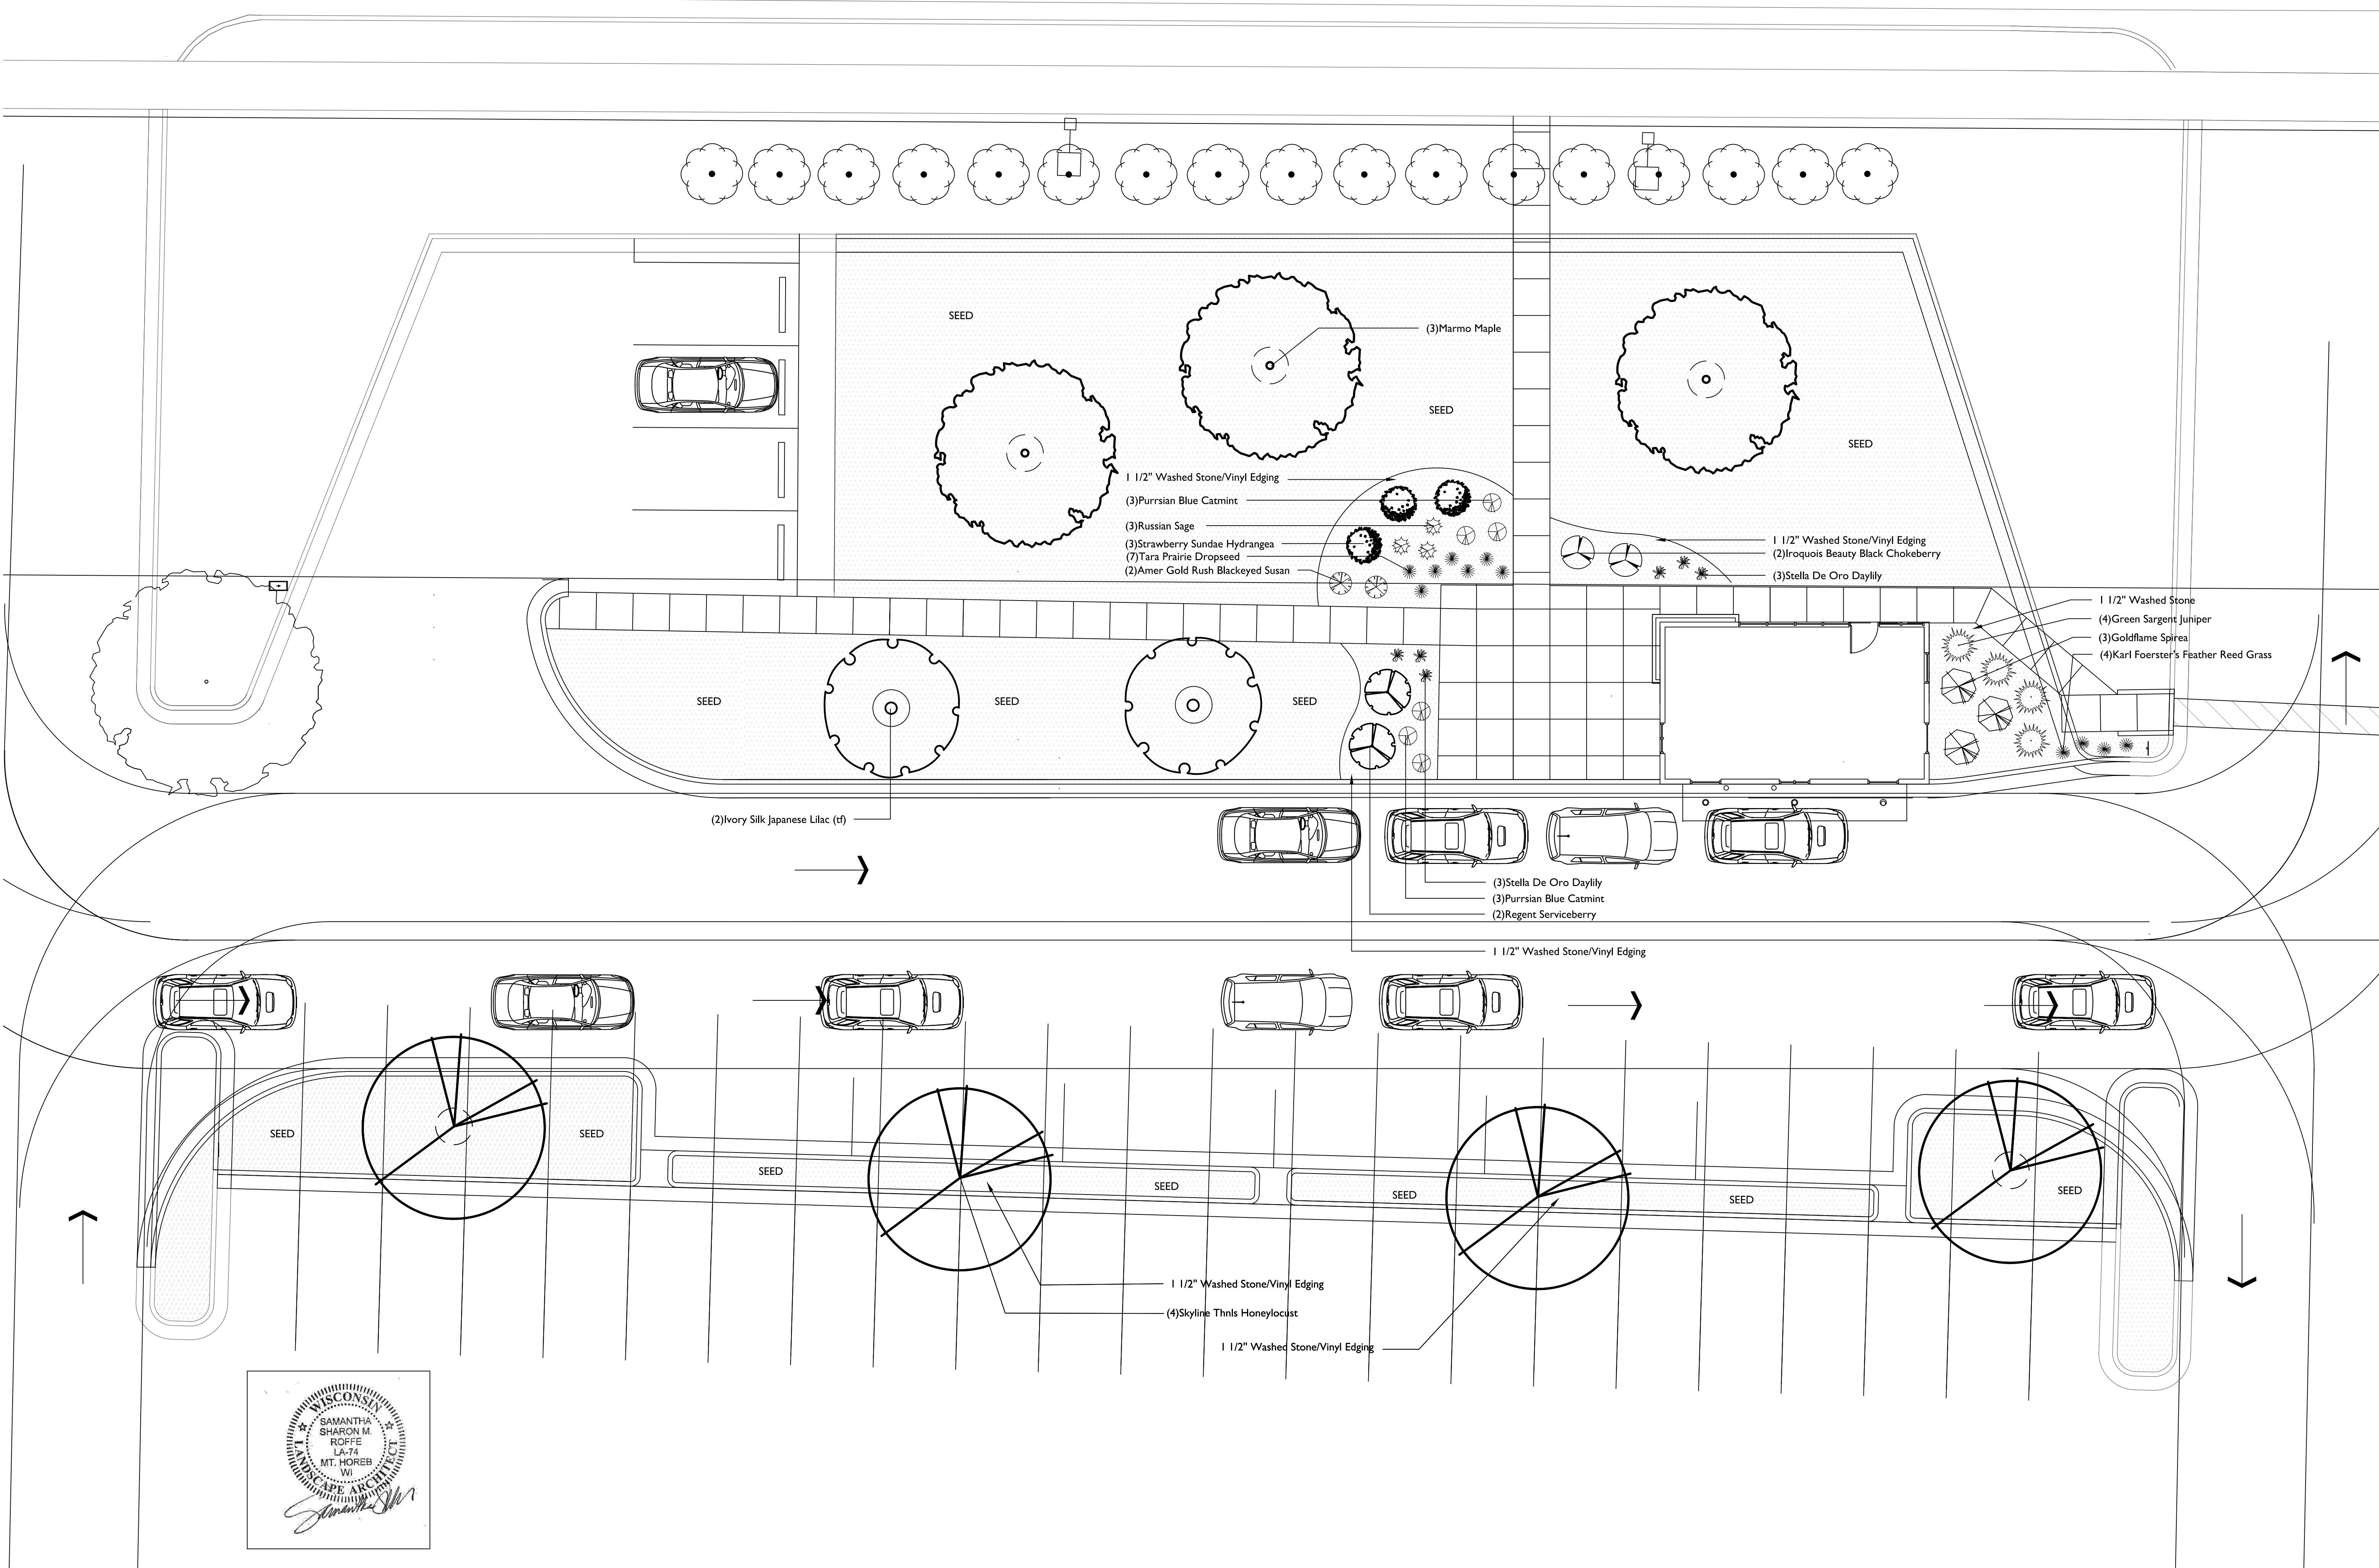 SEED
(3)Marmo Maple
SEED
SEED
1 1/2" Washed Stone/Vinyl Edging
(3)Purrsian Blue Catmint
(3)Russian Sage
(3)Strawberry Sundae Hydrangea
(7)Tara Prairie Dropseed
(2)Amer Gold Rush Blackeyed Susan
1 1/2" Washed Stone/Vinyl Edging
(2)Iroquois Beauty Black Chokeberry
(3)Stella De Oro Daylily
1 1/2" Washed Stone
(4)Green Sargent Juniper
(3)Goldflame Spirea
(4)Karl Foerster's Feather Reed Grass
SEED
SEED
SEED
(2)Ivory Silk Japanese Lilac (tf)
(3)Stella De Oro Daylily
(3)Purrsian Blue Catmint
(2)Regent Serviceberry
1 1/2" Washed Stone/Vinyl Edging
SEED
SEED
SEED
SEED
SEED
SEED
SEED
1 1/2" Washed Stone/Vinyl Edging
(4)Skyline Thnls Honeylocust
1 1/2" Washed Stone/Vinyl Edging
WISCONSIN
SAMANTHA
SHARON M.
ROFFE
LA-74
MT. HOREB
Wi
LANDSCAPE ARCHITECT